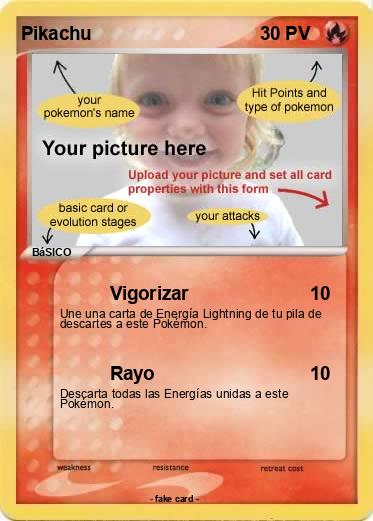 Pikachu 30 PV
your
pokemon's name
Hit Points and
type of pokemon
Your picture here
Upload your picture and set all card
properties with this form
basic card or
evolution stages
your attacks
BáSICO
Vigorizar 10
Une una carta de Energía Lightning de tu pila de
descartes a este Pokémon.
Rayo 10
Descarta todas las Energías unidas a este
Pokémon.
weakness resistance retreat cost
- fake card -